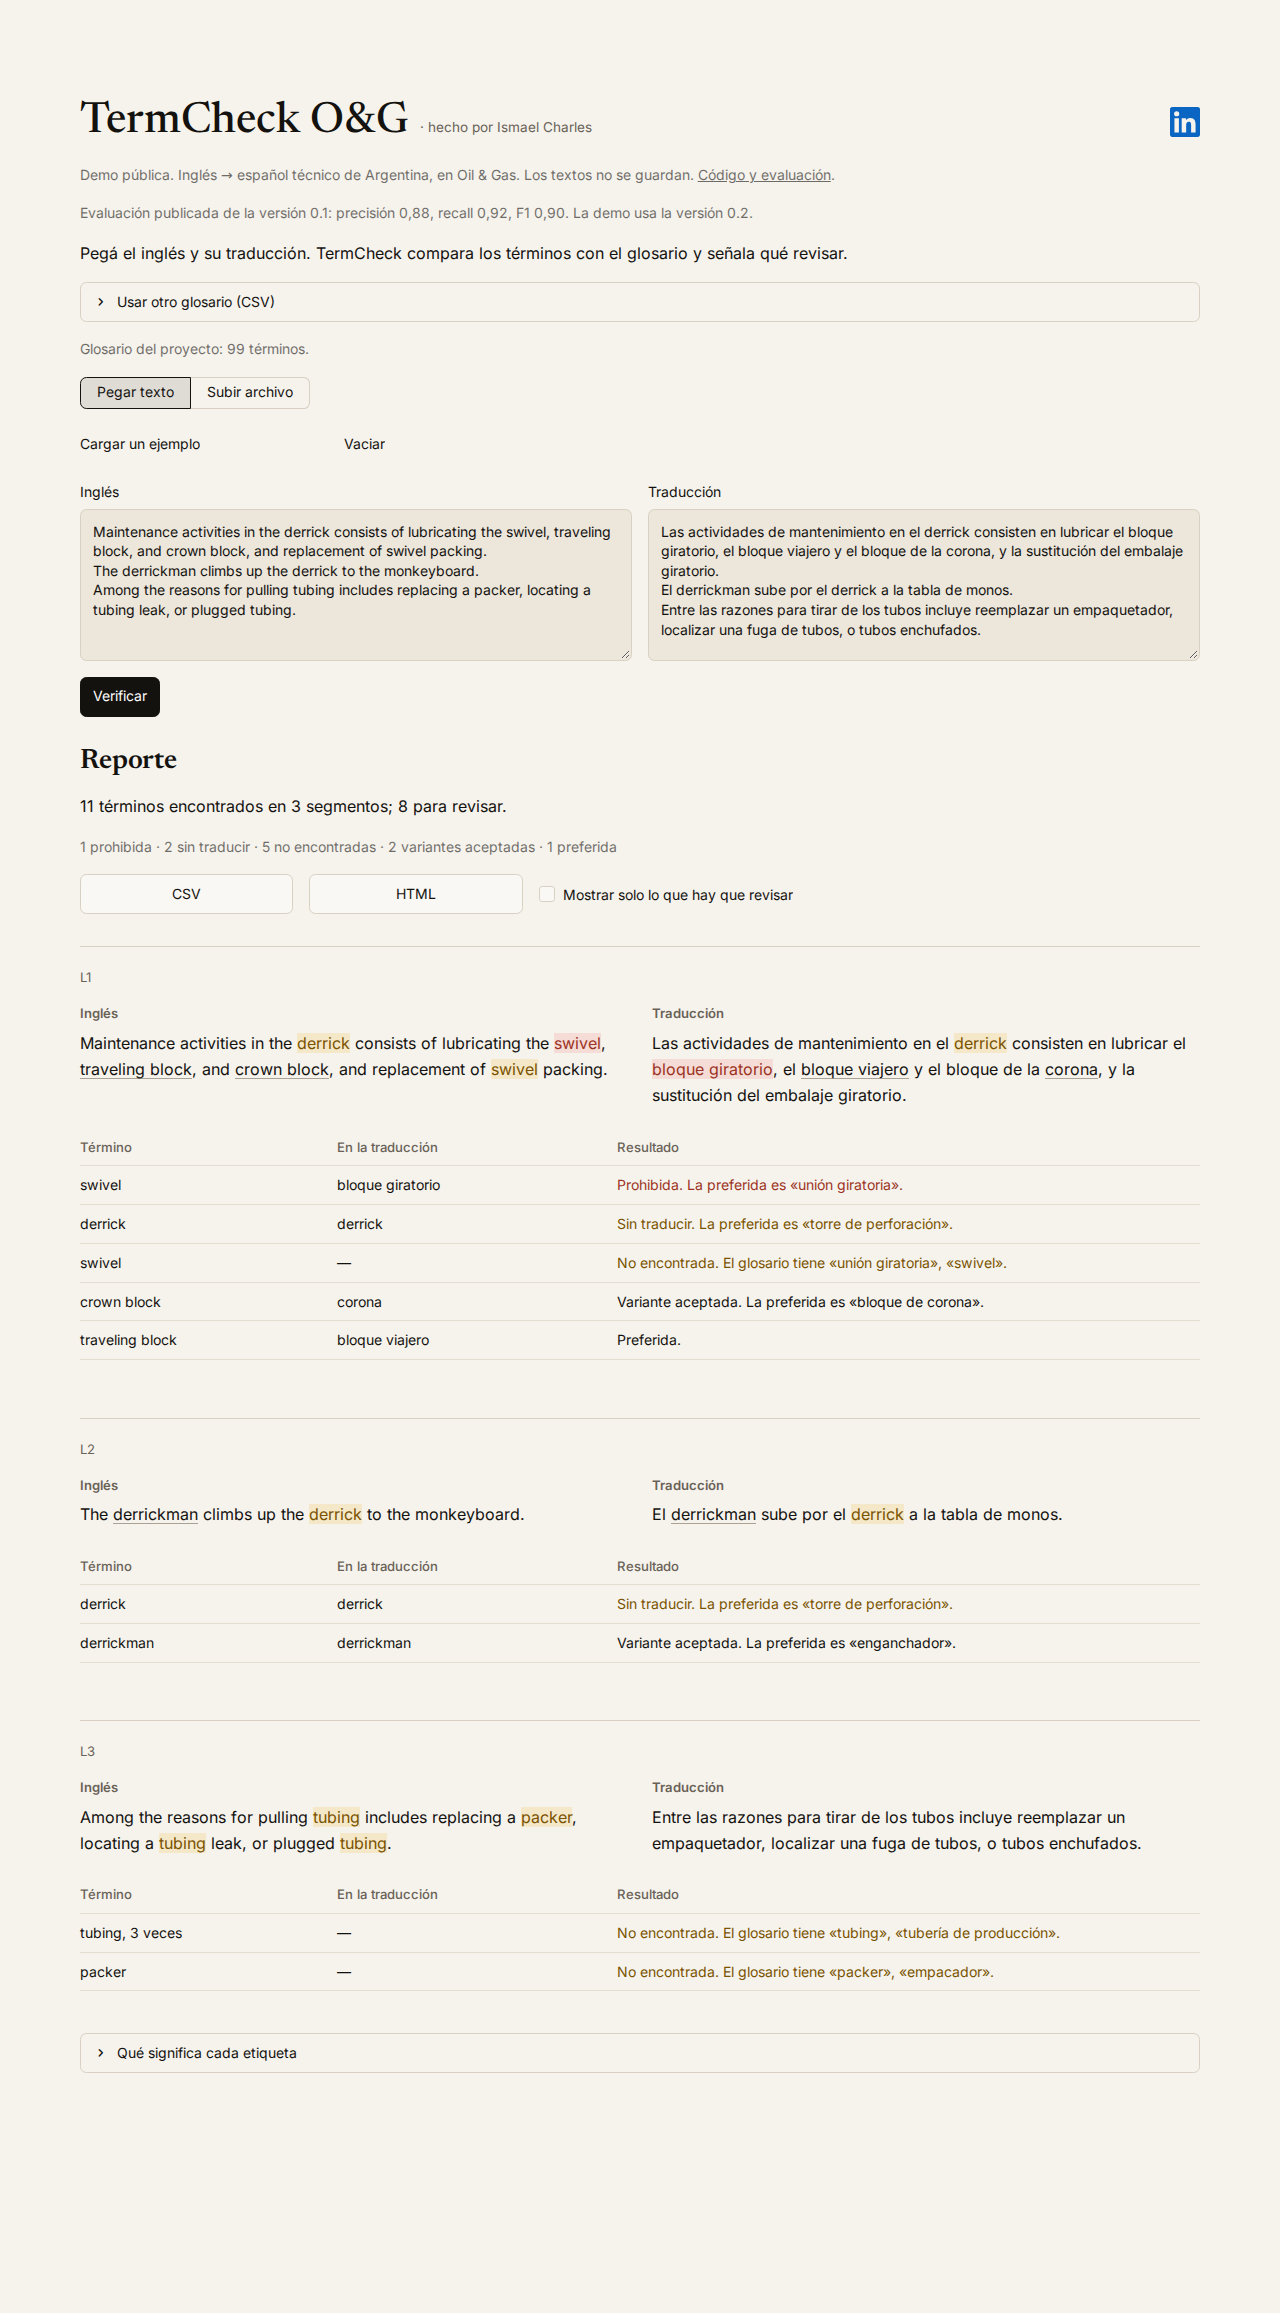 TermCheck O&G · hecho por Ismael Charles
in
Demo pública. Inglés → español técnico de Argentina, en Oil & Gas. Los textos no se guardan. Código y evaluación.
Evaluación publicada de la versión 0.1: precisión 0,88, recall 0,92, F1 0,90. La demo usa la versión 0.2.
Pegá el inglés y su traducción. TermCheck compara los términos con el glosario y señala qué revisar.
Usar otro glosario (CSV)
Glosario del proyecto: 99 términos.
Pegar texto Subir archivo
Cargar un ejemplo Vaciar
Inglés
Maintenance activities in the derrick consists of lubricating the swivel, traveling
block, and crown block, and replacement of swivel packing.
The derrickman climbs up the derrick to the monkeyboard.
Among the reasons for pulling tubing includes replacing a packer, locating a
tubing leak, or plugged tubing.
Traducción
Las actividades de mantenimiento en el derrick consisten en lubricar el bloque
giratorio, el bloque viajero y el bloque de la corona, y la sustitución del embalaje
giratorio.
El derrickman sube por el derrick a la tabla de monos.
Entre las razones para tirar de los tubos incluye reemplazar un empaquetador,
localizar una fuga de tubos, o tubos enchufados.
Verificar
Reporte
11 términos encontrados en 3 segmentos; 8 para revisar.
1 prohibida · 2 sin traducir · 5 no encontradas · 2 variantes aceptadas · 1 preferida
CSV HTML Mostrar solo lo que hay que revisar
L1
Inglés
Maintenance activities in the derrick consists of lubricating the swivel,
traveling block, and crown block, and replacement of swivel packing.
Traducción
Las actividades de mantenimiento en el derrick consisten en lubricar el
bloque giratorio, el bloque viajero y el bloque de la corona, y la
sustitución del embalaje giratorio.
Término En la traducción Resultado
swivel bloque giratorio Prohibida. La preferida es «unión giratoria».
derrick derrick Sin traducir. La preferida es «torre de perforación».
swivel — No encontrada. El glosario tiene «unión giratoria», «swivel».
crown block corona Variante aceptada. La preferida es «bloque de corona».
traveling block bloque viajero Preferida.
L2
Inglés
The derrickman climbs up the derrick to the monkeyboard.
Traducción
El derrickman sube por el derrick a la tabla de monos.
Término En la traducción Resultado
derrick derrick Sin traducir. La preferida es «torre de perforación».
derrickman derrickman Variante aceptada. La preferida es «enganchador».
L3
Inglés
Among the reasons for pulling tubing includes replacing a packer,
locating a tubing leak, or plugged tubing.
Traducción
Entre las razones para tirar de los tubos incluye reemplazar un
empaquetador, localizar una fuga de tubos, o tubos enchufados.
Término En la traducción Resultado
tubing, 3 veces — No encontrada. El glosario tiene «tubing», «tubería de producción».
packer — No encontrada. El glosario tiene «packer», «empacador».
Qué significa cada etiqueta